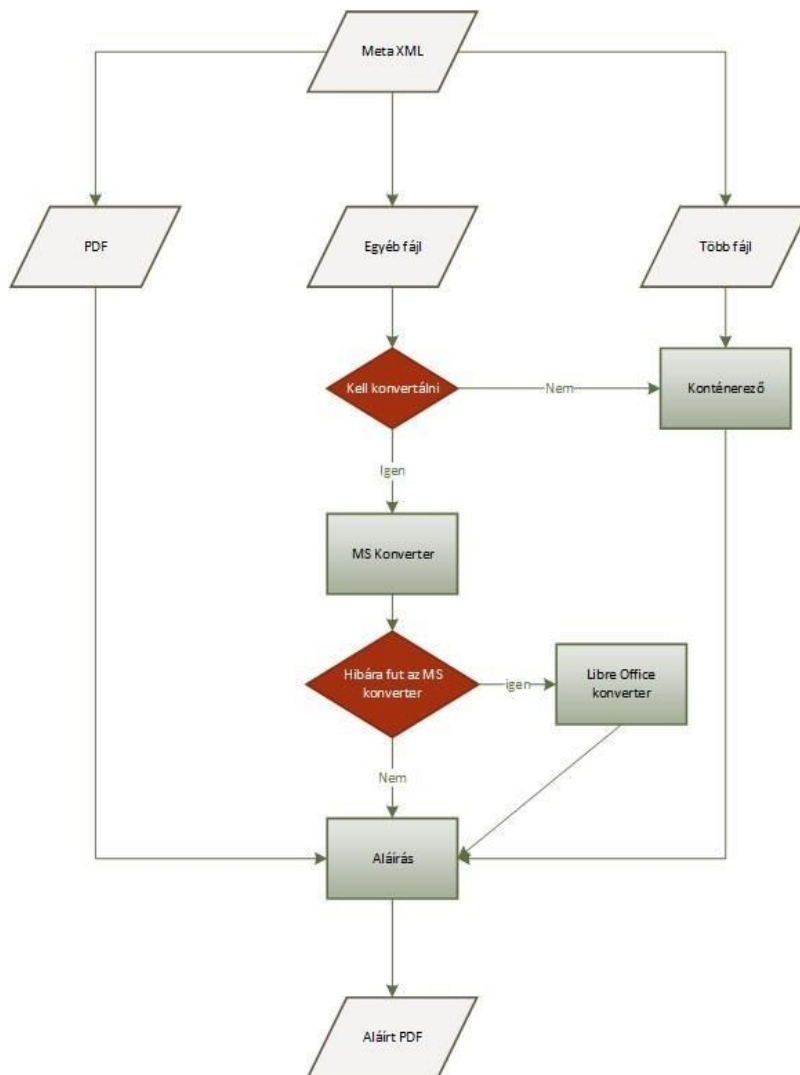 Meta XML
PDF
Egyéb fájl
Több fájl
Kell konvertálni
Nem
Konténerező
Igen
MS Konverter
Hibára fut az MS
konverter
igen
Libre Office
konverter
Nem
Aláírás
Aláírt PDF